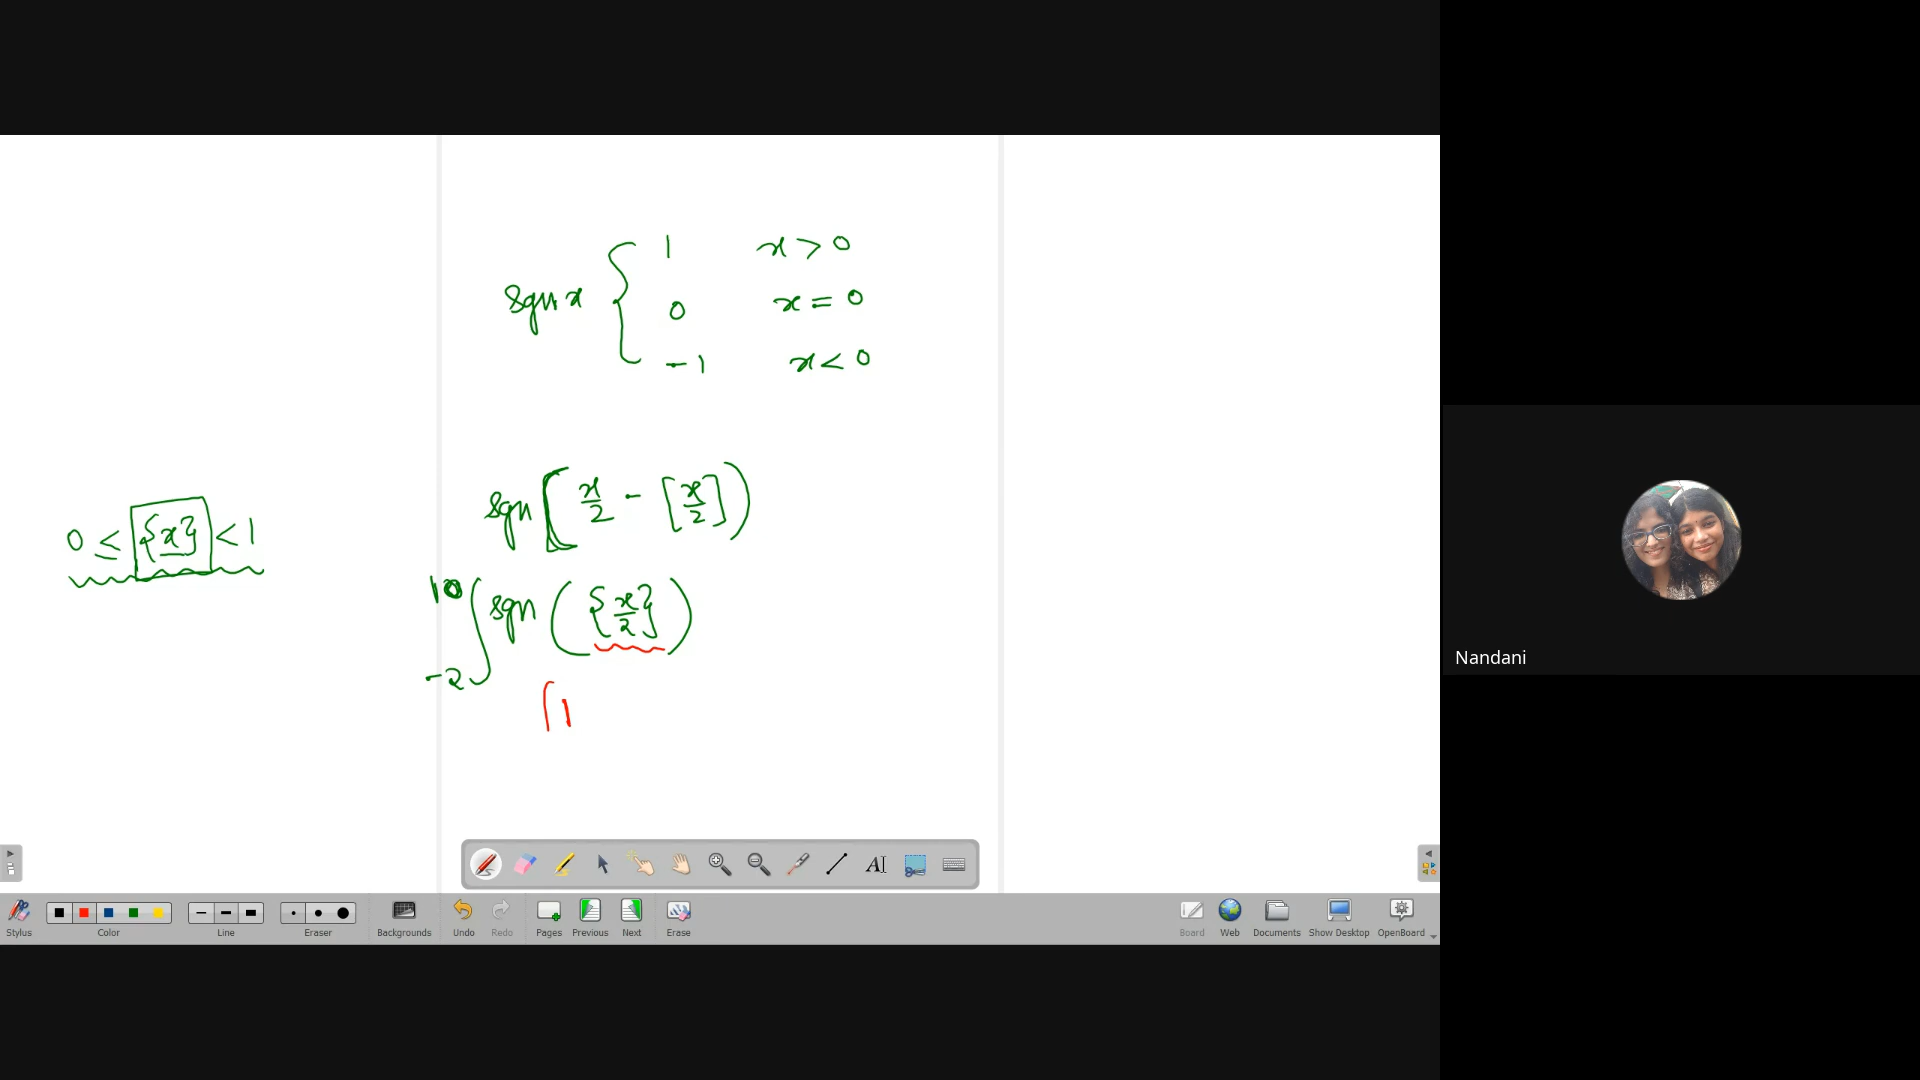 sgn x { 1 x > 0
0 x = 0
-1 x < 0
sgn [ x/2 - [x/2] )
0 ≤ {x} < 1
10
∫ sgn ( {x/2} )
-2
∫ 1
Nandani
Stylus Color Line Eraser Backgrounds Undo Redo Pages Previous Next Erase Board Web Documents Show Desktop OpenBoard